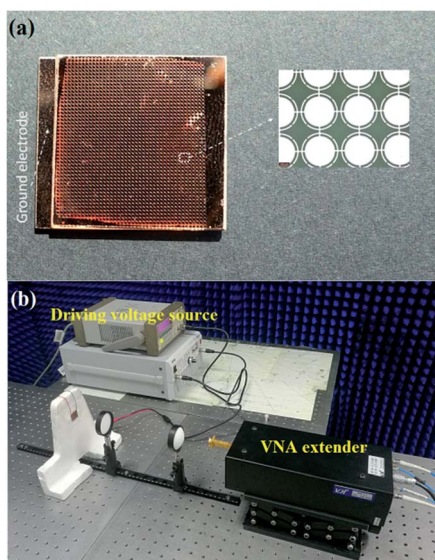 (a)
Ground electrode
(b)
Driving voltage source
VNA extender